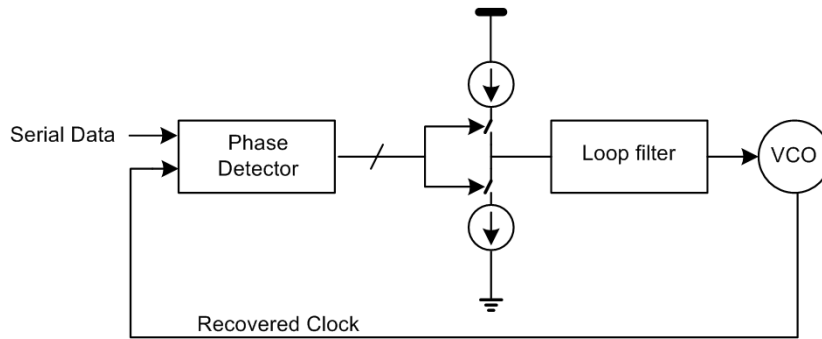 Serial Data
Phase
Detector
Loop filter
VCO
Recovered Clock